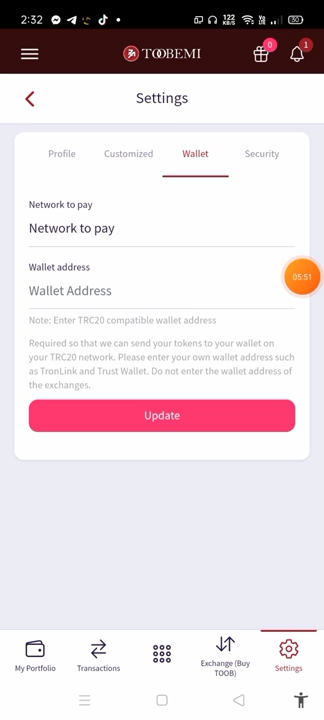 2:32
122 KB/S
30
TOOBEMI
0
1
Settings
Profile Customized Wallet Security
Network to pay
Network to pay
05:51
Wallet address
Wallet Address
Note: Enter TRC20 compatible wallet address
Required so that we can send your tokens to your wallet on
your TRC20 network. Please enter your own wallet address such
as TronLink and Trust Wallet. Do not enter the wallet address of
the exchanges.
Update
My Portfolio
Transactions
Exchange (Buy
TOOB)
Settings